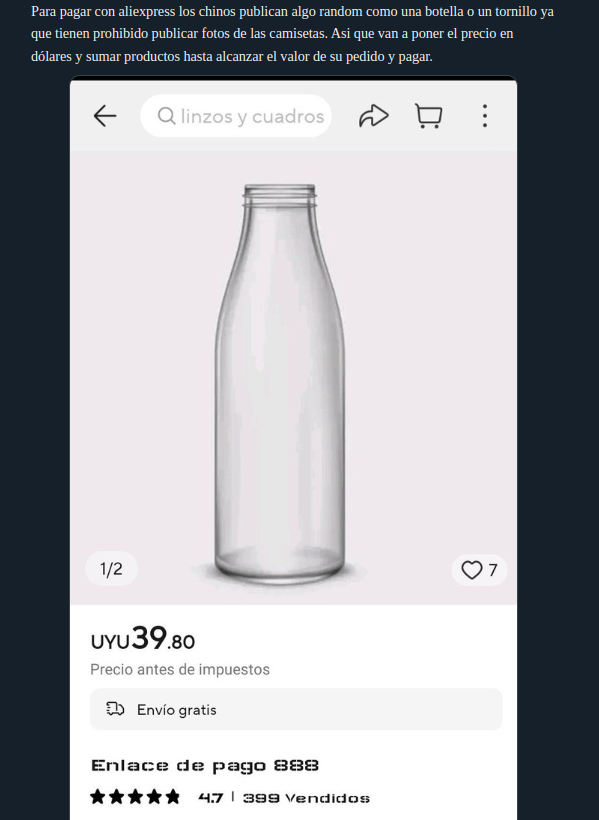 Para pagar con aliexpress los chinos publican algo random como una botella o un tornillo ya
que tienen prohibido publicar fotos de las camisetas. Asi que van a poner el precio en
dólares y sumar productos hasta alcanzar el valor de su pedido y pagar.
linzos y cuadros
1/2
7
UYU39.80
Precio antes de impuestos
Envío gratis
Enlace de pago 888
4.7 | 399 Vendidos